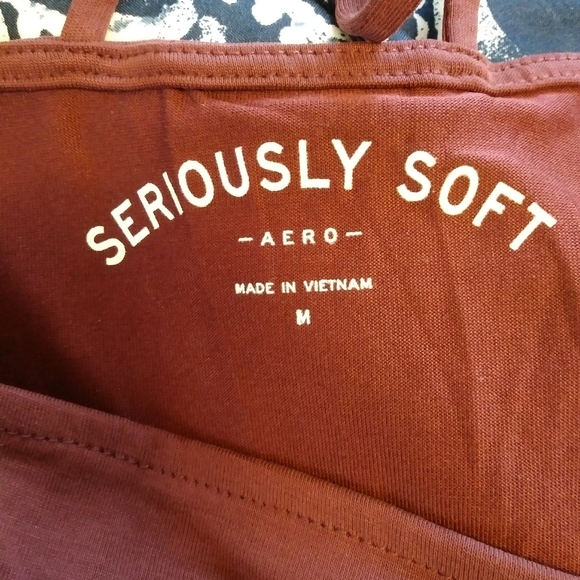 SERIOUSLY SOFT
– AERO –
MADE IN VIETNAM
M